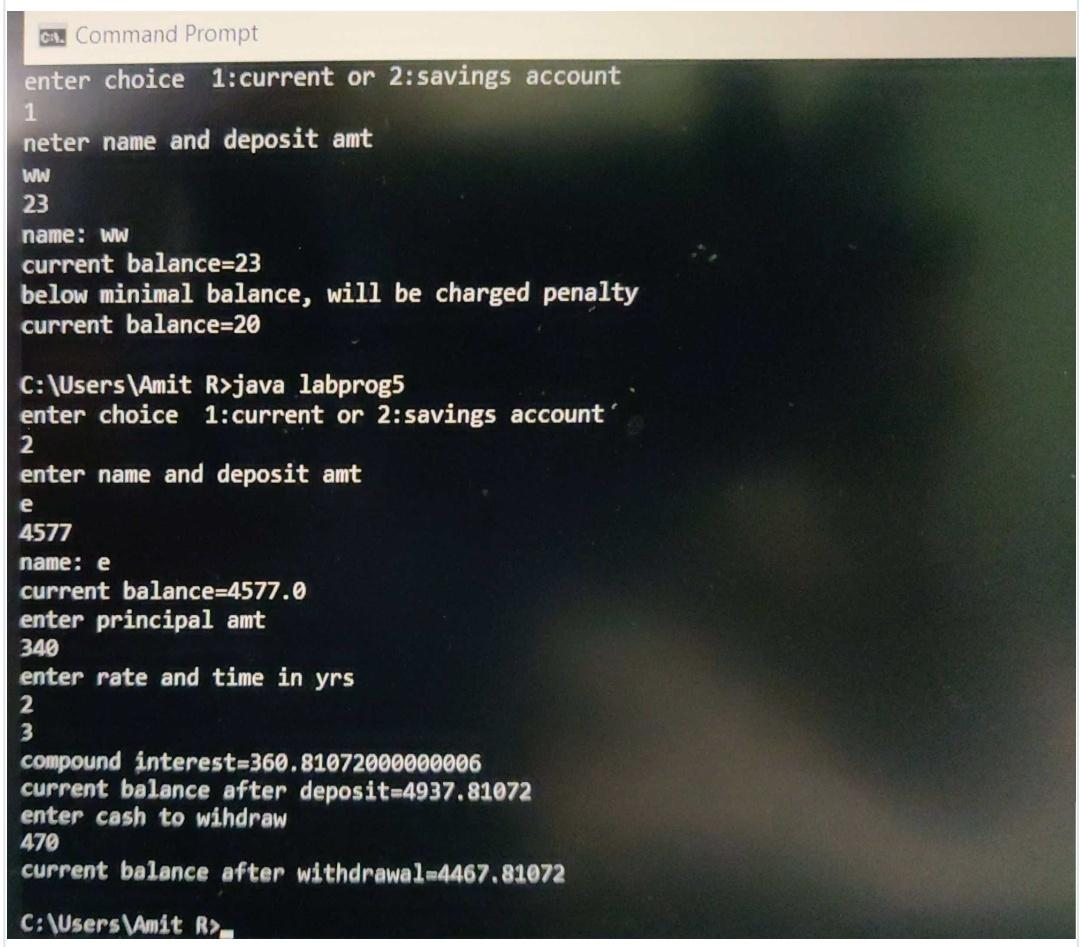 C:\. Command Prompt
enter choice  1:current or 2:savings account
1
neter name and deposit amt
ww
23
name: ww
current balance=23
below minimal balance, will be charged penalty
current balance=20
C:\Users\Amit R>java labprog5
enter choice  1:current or 2:savings account
2
enter name and deposit amt
e
4577
name: e
current balance=4577.0
enter principal amt
340
enter rate and time in yrs
2
3
compound interest=360.81072000000006
current balance after deposit=4937.81072
enter cash to wihdraw
470
current balance after withdrawal=4467.81072
C:\Users\Amit R>